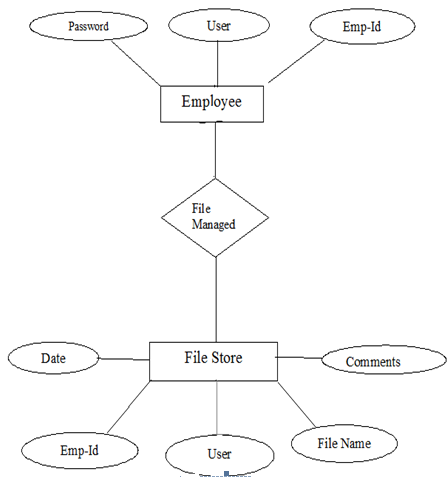 Password
User
Emp-Id
Employee
File
Managed
Date
File Store
Comments
Emp-Id
User
File Name